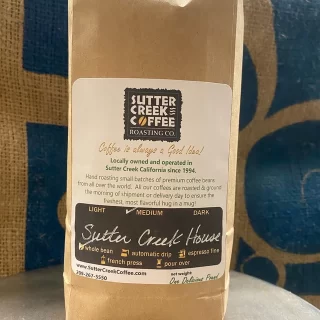 SUTTER
CREEK
COFFEE
ROASTING CO.
Coffee is always a Good Idea!
Locally owned and operated in
Sutter Creek California since 1994.
Hand roasting small batches of premium coffee beans
from all over the world. All our coffees are roasted & ground
the morning of shipment or delivery day to ensure the
freshest, most flavorful hug in a mug!
LIGHT MEDIUM DARK
Sutter Creek House
whole bean automatic drip espresso fine
french press pour over
www.SutterCreekCoffee.com net weight
209-267-5550 One Delicious Pound